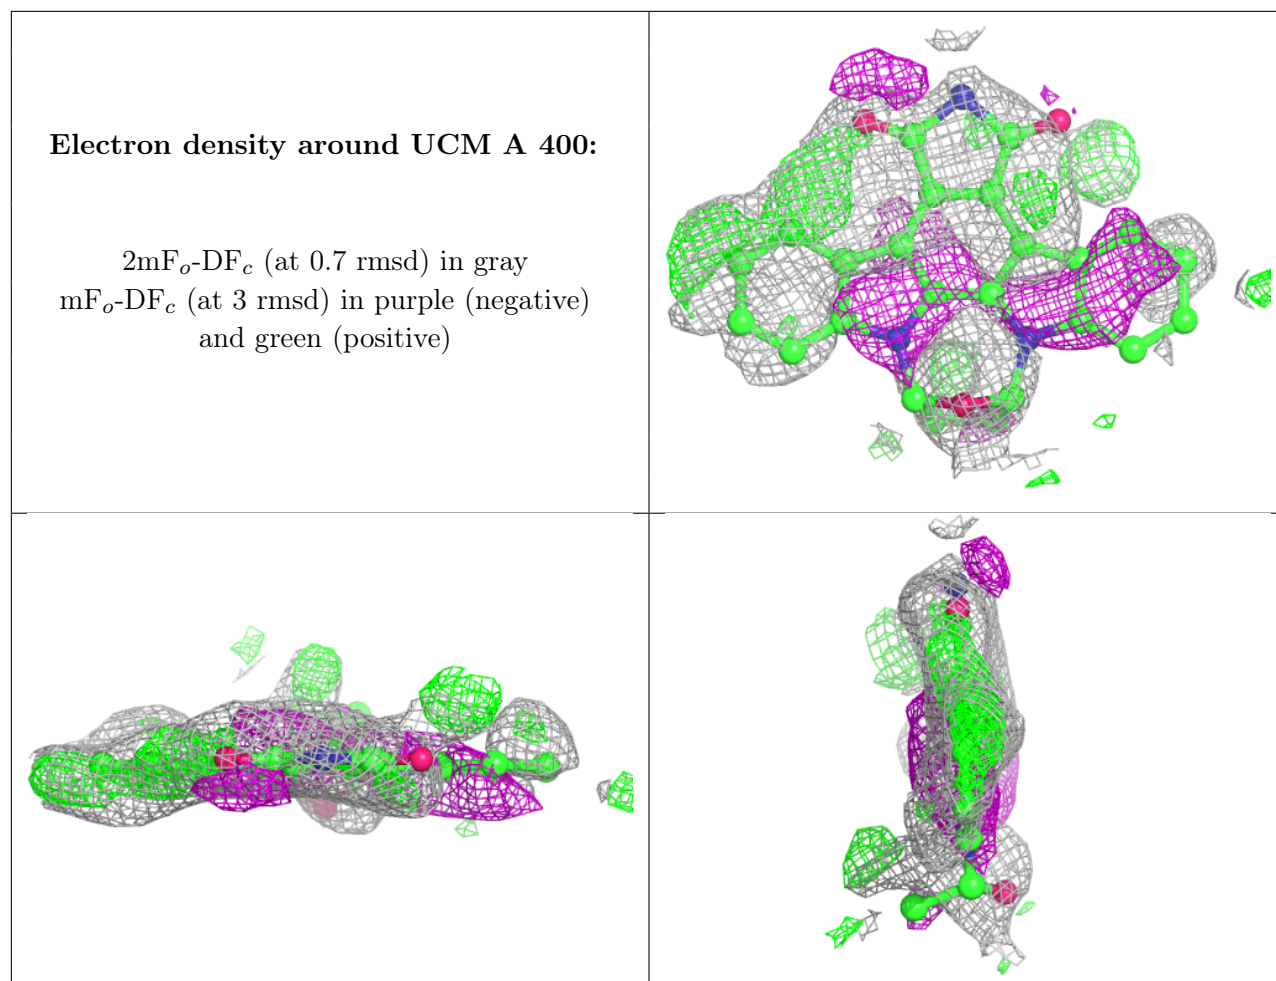 Electron density around UCM A 400:
2mFo-DFc (at 0.7 rmsd) in gray
mFo-DFc (at 3 rmsd) in purple (negative)
and green (positive)